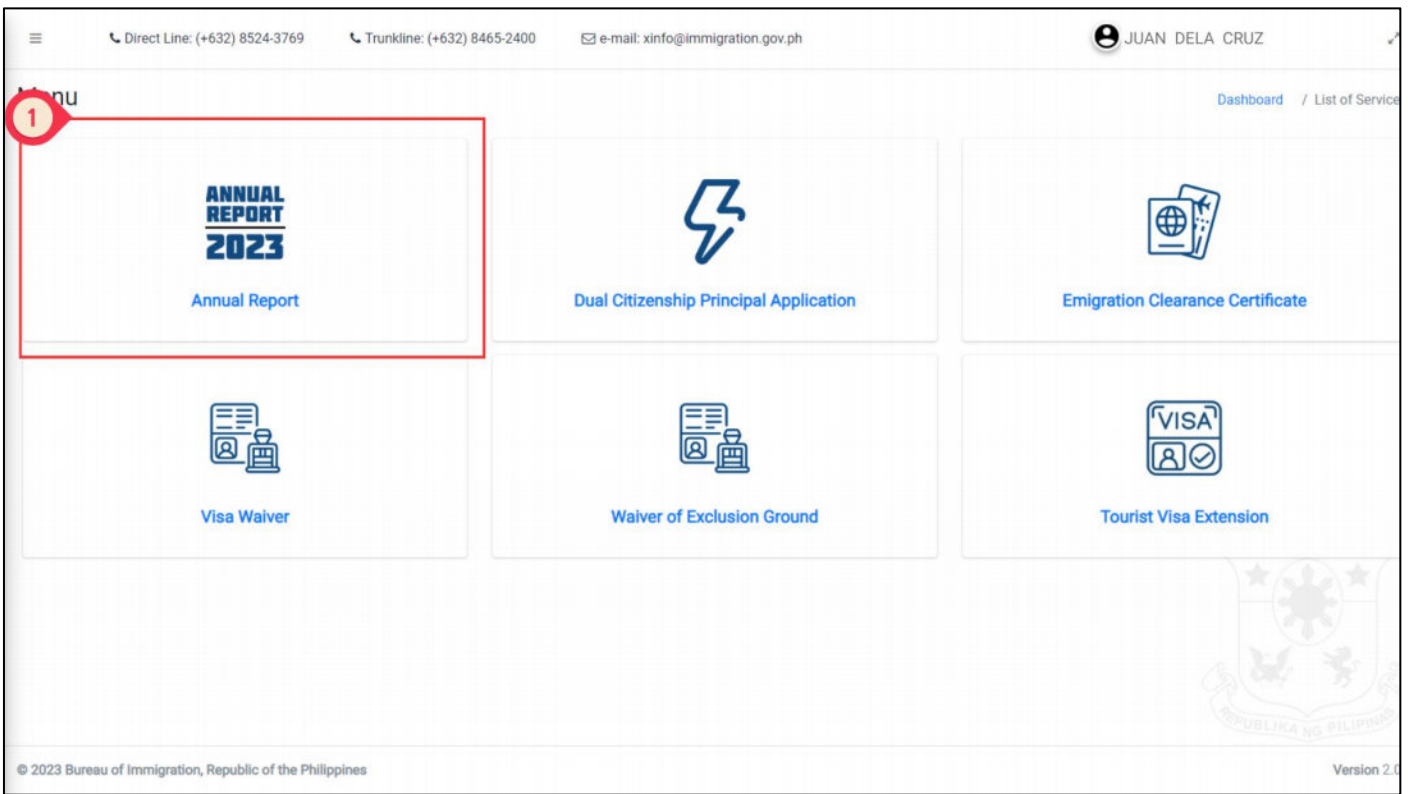 Direct Line: (+632) 8524-3769 Trunkline: (+632) 8465-2400 e-mail: xinfo@immigration.gov.ph JUAN DELA CRUZ
Menu
Dashboard / List of Service
1
ANNUAL
REPORT
2023
Annual Report
Dual Citizenship Principal Application
Emigration Clearance Certificate
VISA
Visa Waiver
Waiver of Exclusion Ground
Tourist Visa Extension
REPUBLIKA NG PILIPINAS
© 2023 Bureau of Immigration, Republic of the Philippines
Version 2.0